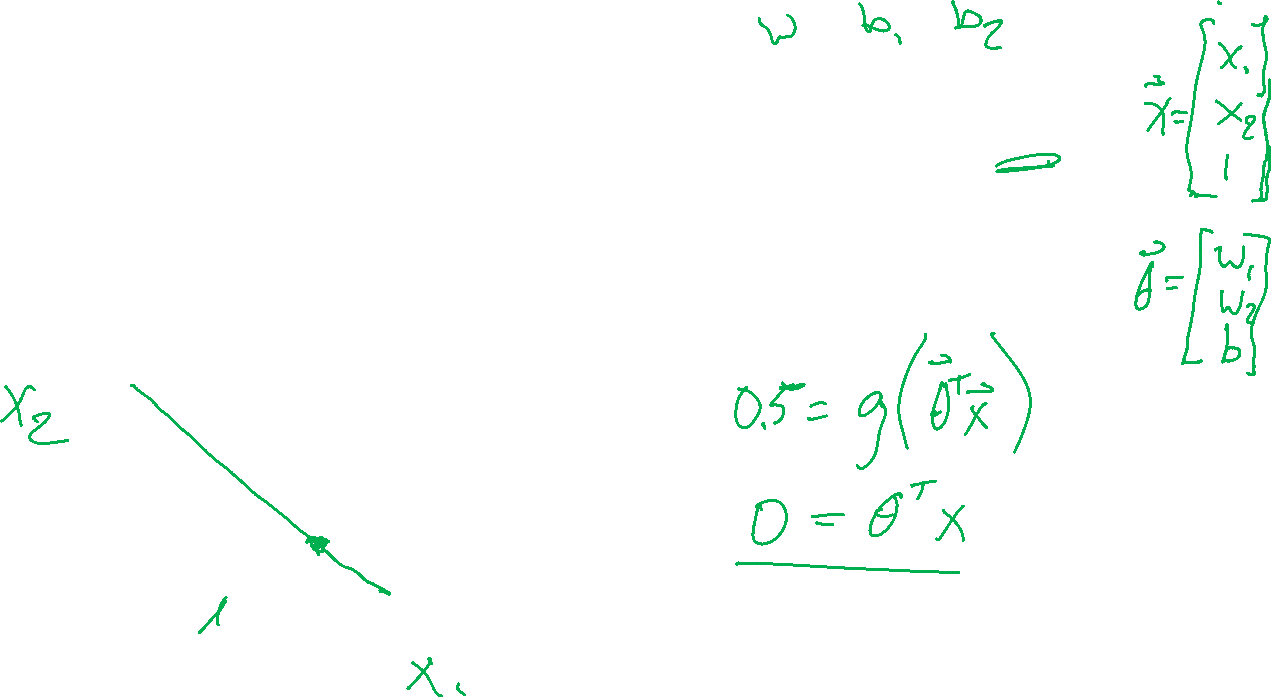 w b₁ b₂
x⃗ = [x₁ x₂ 1]
θ⃗ = [w₁ w₂ b]
x₂
0.5 = g(θ⃗ᵀx⃗)
0 = θᵀx
1
x₁